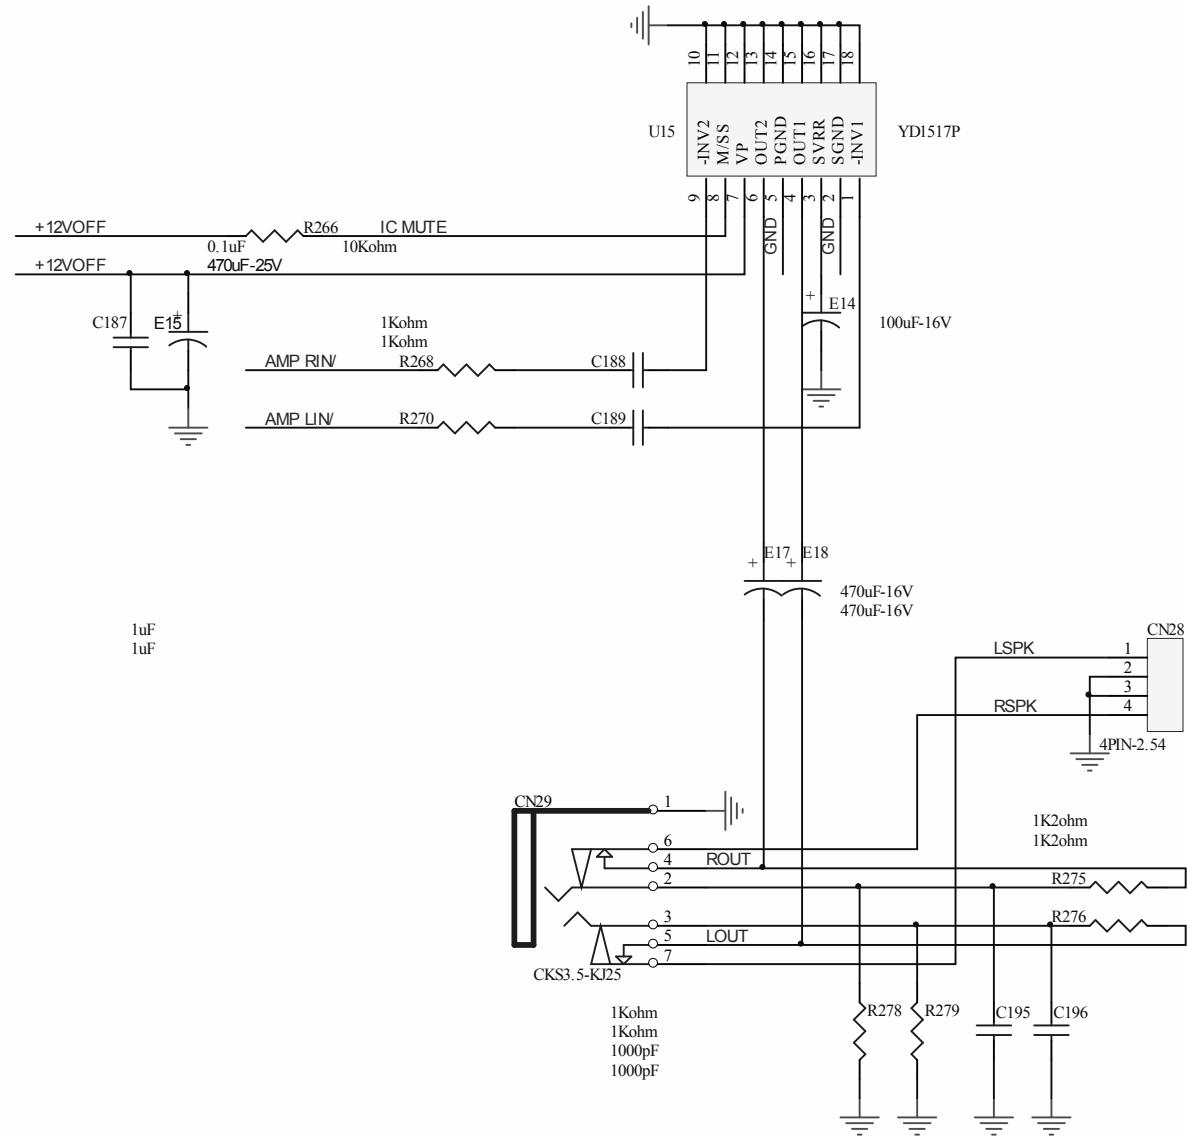 10 11 12 13 14 15 16 17 18
U15
-INV2 M/SS VP OUT2 PGND OUT1 SVRR SGND -INV1
YD1517P
9 8 7 6 5 4 3 2 1
GND GND
+12VOFF R266 IC MUTE
0.1uF 10Kohm
+12VOFF 470uF-25V
+ E14
C187 E15 + 1Kohm 100uF-16V
1Kohm
AMP RIN/ R268 C188
AMP LIN/ R270 C189
+ E17 + E18
470uF-16V
470uF-16V
1uF
1uF
CN28
LSPK 1
2
3
RSPK 4
4PIN-2.54
CN29 1
1K2ohm
1K2ohm
6
ROUT 4
2 R275
3 R276
5 LOUT
7
CKS3.5-KJ25
1Kohm R278 R279 C195 C196
1Kohm
1000pF
1000pF